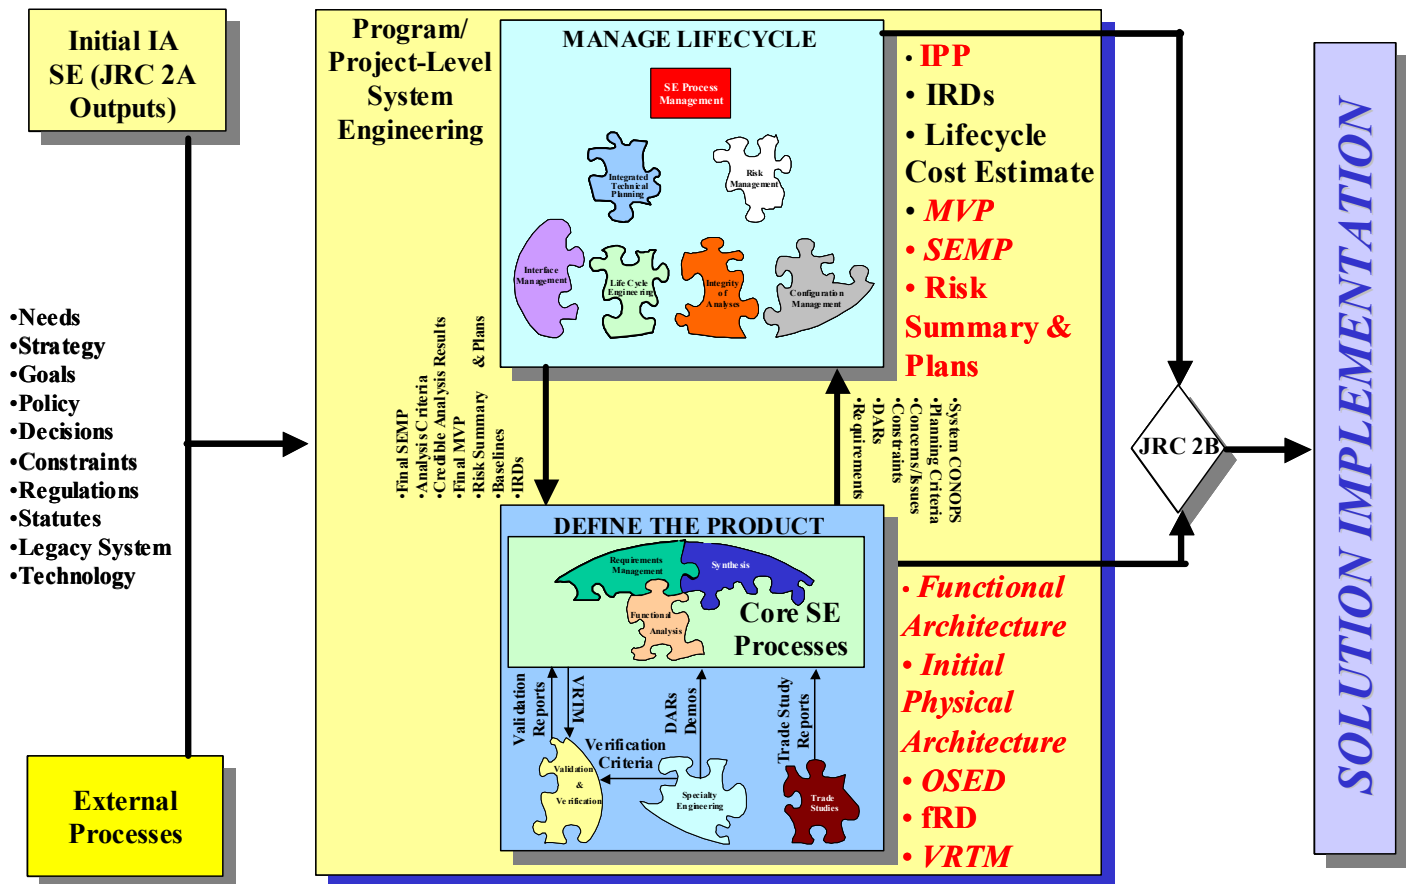 Initial IA
SE (JRC 2A
Outputs)
•Needs
•Strategy
•Goals
•Policy
•Decisions
•Constraints
•Regulations
•Statutes
•Legacy System
•Technology
External
Processes
Program/
Project-Level
System
Engineering
MANAGE LIFECYCLE
SE Process
Management
Integrated
Technical
Planning
Risk
Management
Interface
Management
Life Cycle
Engineering
Integrity
of
Analyses
Configuration
Management
•Final SEMP
•Analysis Criteria
•Credible Analysis Results
•Final MVP
•Risk Summary & Plans
•Baselines
•IRDs
•System CONOPS
•Planning Criteria
•Concerns/Issues
•Constraints
•DARs
•Requirements
DEFINE THE PRODUCT
Requirements
Management
Synthesis
Functional
Analysis
Core SE
Processes
Validation
Reports
VRTM
DARs
Demos
Trade Study
Reports
Verification
Criteria
Validation
&
Verification
Specialty
Engineering
Trade
Studies
• IPP
• IRDs
• Lifecycle
Cost Estimate
• MVP
• SEMP
• Risk
Summary &
Plans
• Functional
Architecture
• Initial
Physical
Architecture
• OSED
• fRD
• VRTM
JRC 2B
SOLUTION IMPLEMENTATION